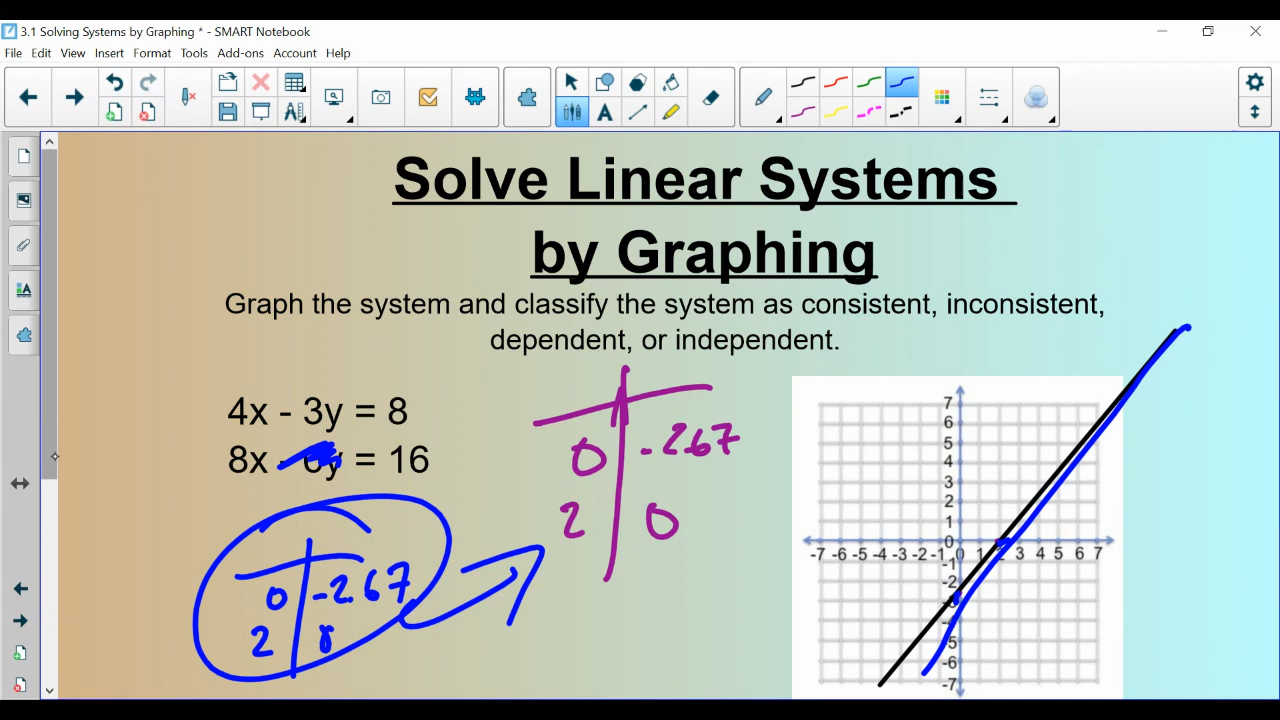 3.1 Solving Systems by Graphing * - SMART Notebook
File Edit View Insert Format Tools Add-ons Account Help
Solve Linear Systems
by Graphing
Graph the system and classify the system as consistent, inconsistent,
dependent, or independent.
4x - 3y = 8
8x - 6y = 16
0 -2.67
2 0
0 -2.67
2
7
6
5
4
3
2
1
0
-7 -6 -5 -4 -3 -2 -1 0 1 2 3 4 5 6 7
-1
-2
-4
-5
-6
-7